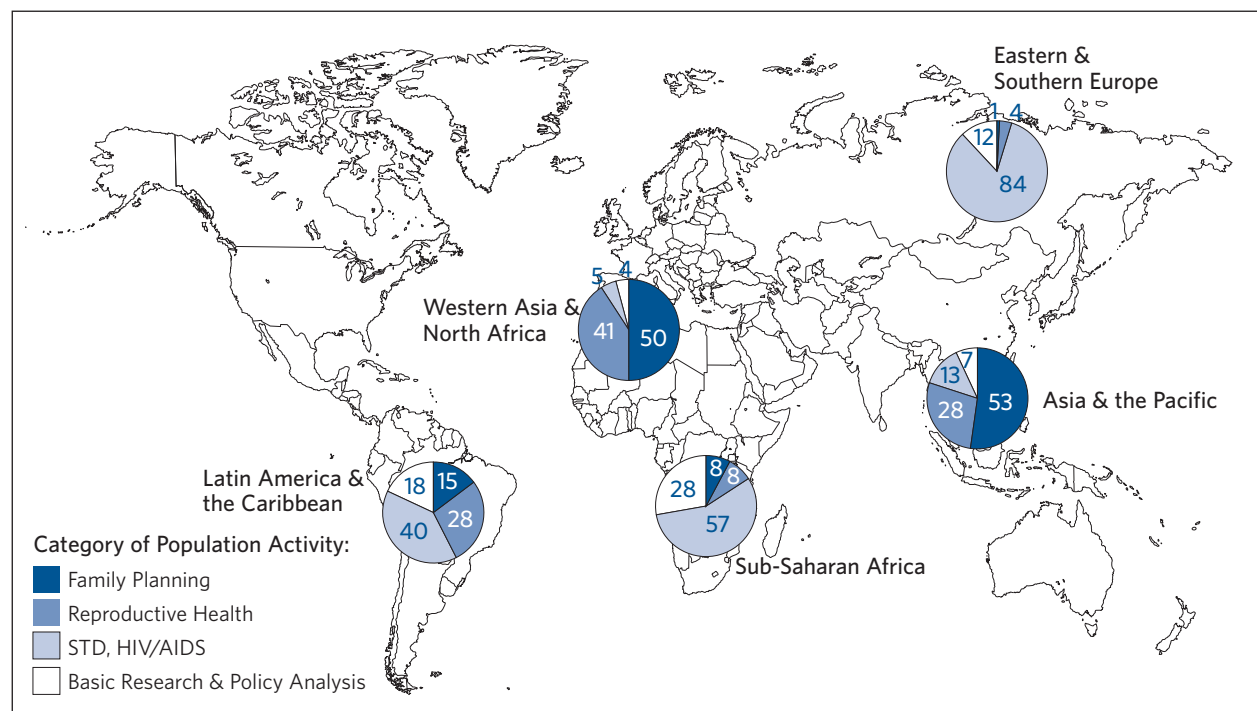 Eastern &
Southern Europe
1 4
12
84
5 4
Western Asia &
North Africa
41 50
7
13
53
28
Asia & the Pacific
Latin America &
the Caribbean
18 15
28
40
8
8
28
57
Sub-Saharan Africa
Category of Population Activity:
Family Planning
Reproductive Health
STD, HIV/AIDS
Basic Research & Policy Analysis